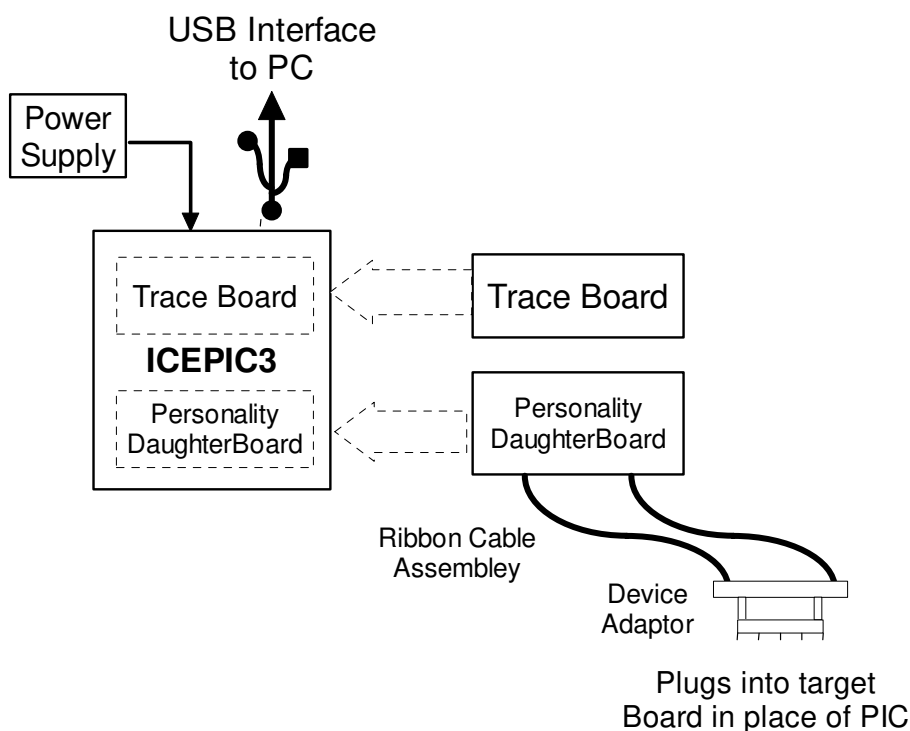 USB Interface
to PC
Power
Supply
Trace Board
Trace Board
ICEPIC3
Personality
DaughterBoard
Personality
DaughterBoard
Ribbon Cable
Assembley
Device
Adaptor
Plugs into target
Board in place of PIC